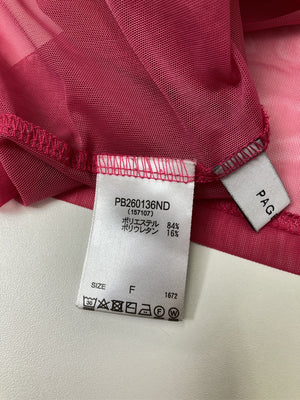 PB260136ND
(157107)
ポリエステル 84%
ポリウレタン 16%
SIZE F 1672
30 F W
PAG